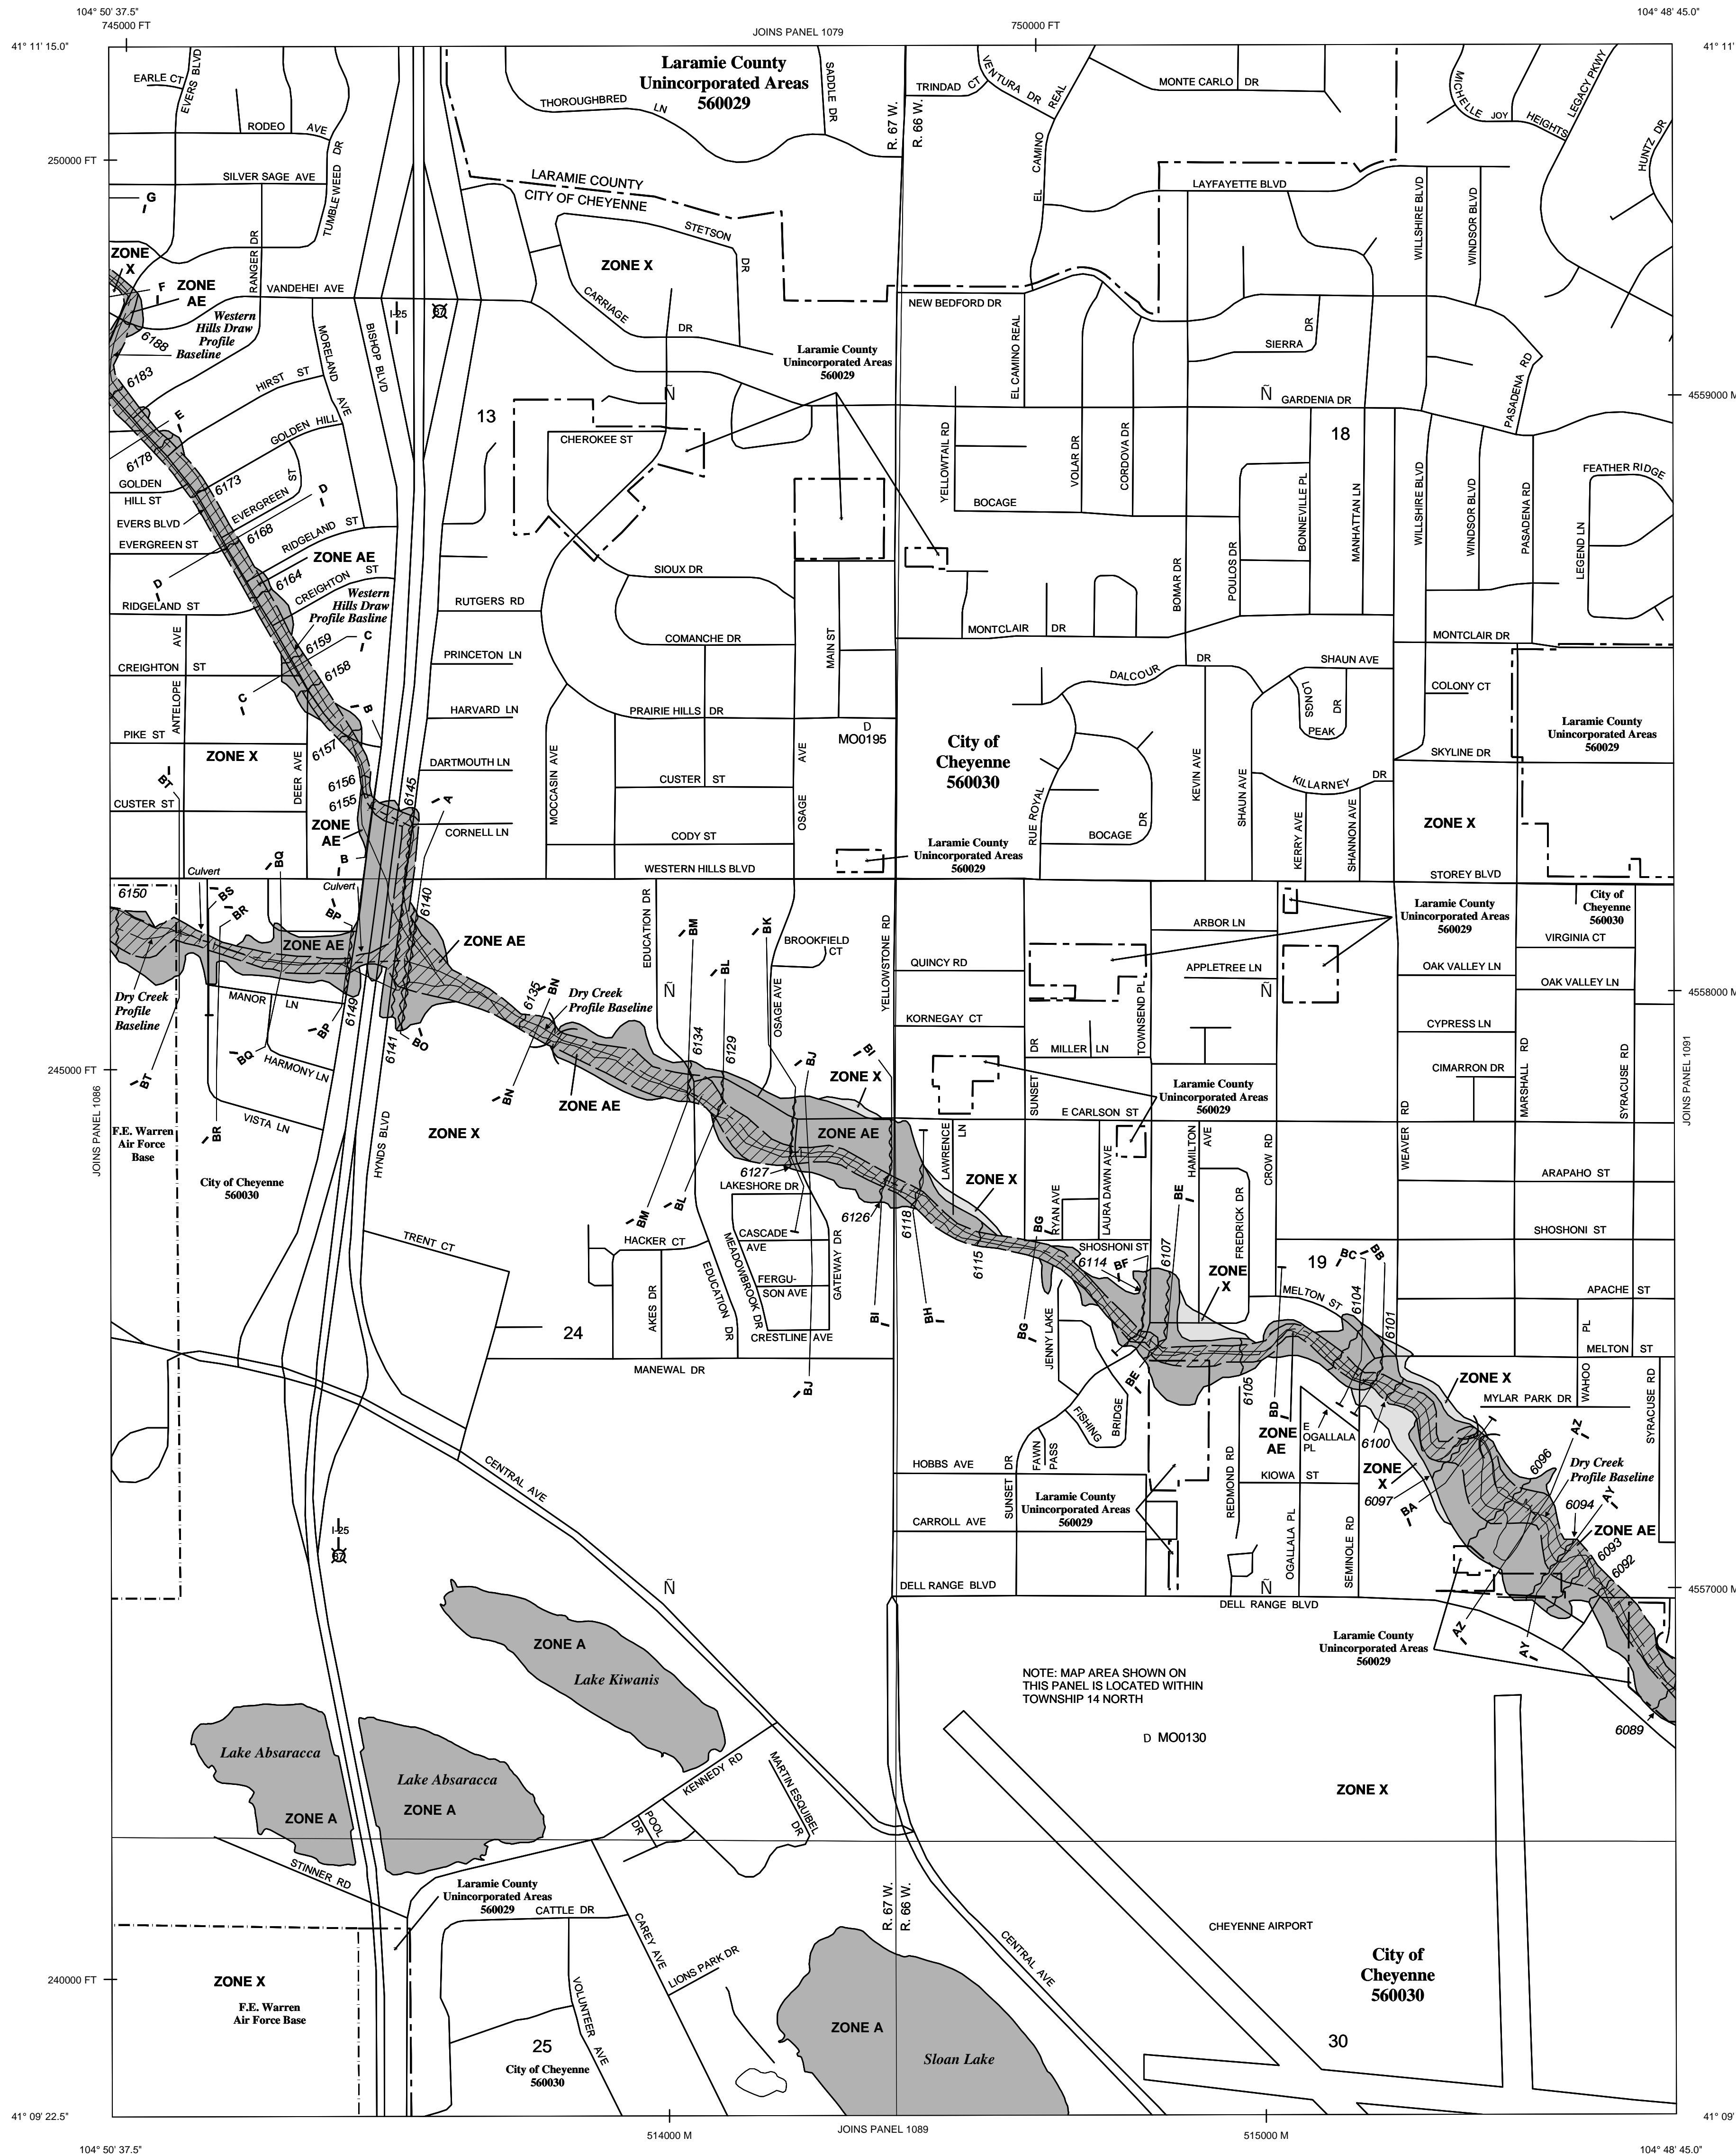 104° 50' 37.5"
745000 FT
750000 FT
104° 48' 45.0"
JOINS PANEL 1079
41° 11' 15.0"
41° 11'
EARLE CT
EVERS BLVD
RODEO AVE
TUMBLEWEED DR
SILVER SAGE AVE
RANGER DR
G
Laramie County
Unincorporated Areas
560029
THOROUGHBRED LN
SADDLE DR
R. 67 W.
R. 66 W.
TRINDAD CT
VENTURA DR
EL CAMINO REAL
MONTE CARLO DR
MICHELLE JOY HEIGHTS
LEGACY PKWY
HUNTZ DR
250000 FT
LARAMIE COUNTY
CITY OF CHEYENNE
STETSON DR
LAYFAYETTE BLVD
WILLSHIRE BLVD
WINDSOR BLVD
ZONE
X
F
ZONE
AE
VANDEHEI AVE
Western
Hills Draw
Profile
Baseline
6188
6183
I-25
87
BISHOP BLVD
MORELAND AVE
ZONE X
CARRIAGE DR
NEW BEDFORD DR
EL CAMINO REAL
SIERRA DR
PASADENA RD
Laramie County
Unincorporated Areas
560029
HIRST ST
E
GOLDEN HILL
ST
6178
GOLDEN
HILL ST
6173
EVERGREEN
D
EVERS BLVD
EVERGREEN ST
6168
RIDGELAND ST
D
ZONE AE
6164
CREIGHTON ST
RIDGELAND ST
Western
Hills Draw
Profile Basline
6159
C
6158
C
13
Ñ
CHEROKEE ST
Ñ
GARDENIA DR
18
4559000 M
YELLOWTAIL RD
VOLAR DR
CORDOVA DR
BOCAGE
BONNEVILLE PL
MANHATTAN LN
WILLSHIRE BLVD
WINDSOR BLVD
PASADENA RD
FEATHER RIDGE
LEGEND LN
BOMAR DR
POULOS DR
SIOUX DR
RUTGERS RD
COMANCHE DR
MAIN ST
MONTCLAIR DR
MONTCLAIR DR
PRINCETON LN
CREIGHTON ST
ANTELOPE AVE
DALCOUR DR
SHAUN AVE
LONGS PEAK DR
COLONY CT
HARVARD LN
PRAIRIE HILLS DR
D
MO0195
City of
Cheyenne
560030
Laramie County
Unincorporated Areas
560029
B
PIKE ST
ZONE X
DEER AVE
6157
6156
6155
6145
MOCCASIN AVE
DARTMOUTH LN
CUSTER ST
OSAGE AVE
SKYLINE DR
KILLARNEY DR
KEVIN AVE
SHAUN AVE
RUE ROYAL
BOCAGE DR
KERRY AVE
SHANNON AVE
ZONE X
BT
CUSTER ST
ZONE
AE
A
CORNELL LN
CODY ST
Laramie County
Unincorporated Areas
560029
WESTERN HILLS BLVD
STOREY BLVD
B
BQ
Culvert
Culvert
6150
BS
BR
BP
6140
ZONE AE
ZONE AE
EDUCATION DR
BM
BL
BK
BROOKFIELD
CT
YELLOWSTONE RD
ARBOR LN
QUINCY RD
APPLETREE LN
Laramie County
Unincorporated Areas
560029
City of
Cheyenne
560030
VIRGINIA CT
OAK VALLEY LN
OAK VALLEY LN
Dry Creek
Profile
Baseline
MANOR LN
6149
BP
BO
6141
6135
BN
Dry Creek
Profile Baseline
Ñ
OSAGE AVE
Ñ
4558000 M
KORNEGAY CT
TOWNSEND PL
CYPRESS LN
BQ
HARMONY LN
BT
6134
6129
BJ
BI
ZONE X
SUNSET DR
MILLER LN
CIMARRON DR
MARSHALL RD
SYRACUSE RD
JOINS PANEL 1091
245000 FT
JOINS PANEL 1086
BN
ZONE AE
Laramie County
Unincorporated Areas
560029
E CARLSON ST
WEAVER RD
VISTA LN
BR
HYNDS BLVD
ZONE X
ZONE AE
LAWRENCE LN
HAMILTON AVE
CROW RD
F.E. Warren
Air Force
Base
City of Cheyenne
560030
6127
LAKESHORE DR
ZONE X
LAURA DAWN AVE
RYAN AVE
BE
ARAPAHO ST
BM
BL
6126
6118
BG
FREDERICK DR
TRENT CT
HACKER CT
CASCADE
AVE
MEADOWBROOK DR
GATEWAY DR
6115
SHOSHONI ST
6114
BF
6107
ZONE
X
SHOSHONI ST
19
BC
BB
FERGU-
SON AVE
EDUCATION DR
AKES DR
CRESTLINE AVE
BI
BH
BG
JENNY LAKE
MELTON ST
6104
6101
APACHE ST
24
MANEWAL DR
BJ
BE
MELTON ST
PL
WAHOO
6105
BD
ZONE X
MYLAR PARK DR
FISHING
BRIDGE
ZONE
AE
E
OGALLALA
PL
6100
AZ
SYRACUSE RD
CENTRAL AVE
HOBBS AVE
SUNSET DR
FAWN
PASS
REDMOND RD
KIOWA ST
ZONE
X
6097
BA
6096
Dry Creek
Profile Baseline
6094
AY
Laramie County
Unincorporated Areas
560029
CARROLL AVE
ZONE AE
6093
6092
I-25
87
OGALLALA PL
SEMINOLE RD
Ñ
DELL RANGE BLVD
Ñ
4557000 M
DELL RANGE BLVD
AZ
AY
Laramie County
Unincorporated Areas
560029
ZONE A
Lake Kiwanis
NOTE: MAP AREA SHOWN ON
THIS PANEL IS LOCATED WITHIN
TOWNSHIP 14 NORTH
6089
D MO0130
Lake Absaracca
Lake Absaracca
ZONE A
ZONE A
KENNEDY RD
MARTIN ESQUIBEL DR
POOL DR
ZONE X
STINNER RD
Laramie County
Unincorporated Areas
560029
CATTLE DR
R. 67 W.
R. 66 W.
CAREY AVE
LIONS PARK DR
CENTRAL AVE
CHEYENNE AIRPORT
City of
Cheyenne
560030
240000 FT
ZONE X
F.E. Warren
Air Force Base
VOLUNTEER AVE
ZONE A
Sloan Lake
25
City of Cheyenne
560030
30
41° 09' 22.5"
41° 09'
JOINS PANEL 1089
514000 M
515000 M
104° 50' 37.5"
104° 48' 45.0"